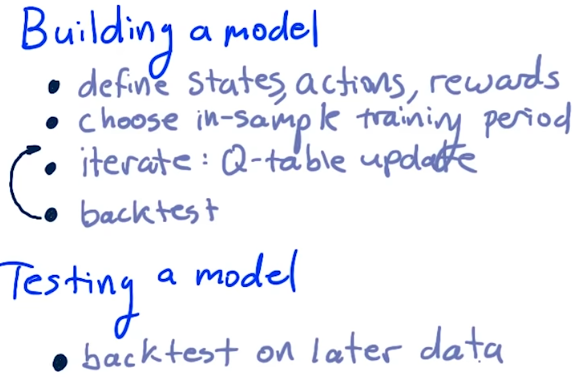 Building a model
• define states, actions, rewards
• choose in-sample training period
• iterate: Q-table update
• backtest
Testing a model
• backtest on later data